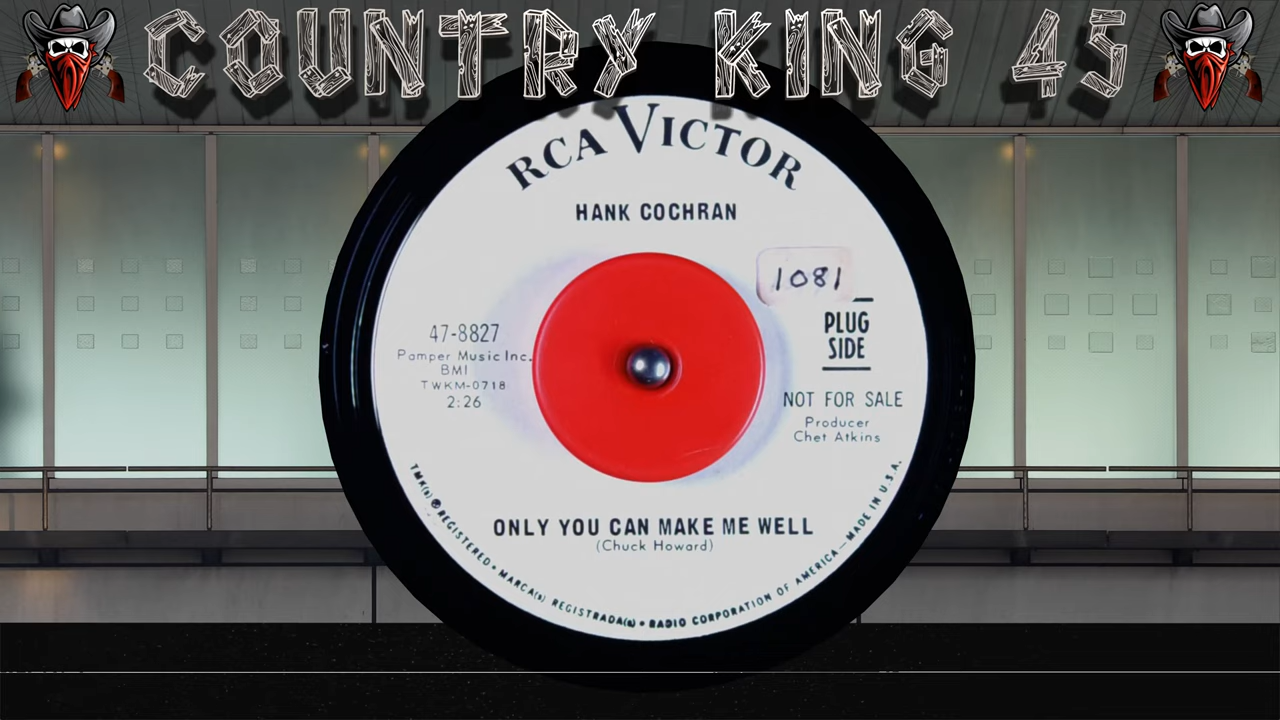 COUNTRY KING 45
RCA VICTOR
HANK COCHRAN
1081
47-8827
Pamper Music Inc.
BMI
TWKM-0718
2:26
PLUG
SIDE
NOT FOR SALE
Producer
Chet Atkins
ONLY YOU CAN MAKE ME WELL
(Chuck Howard)
TMK(s) ® REGISTERED • MARCA(s) REGISTRADA(s) • RADIO CORPORATION OF AMERICA—MADE IN U.S.A.